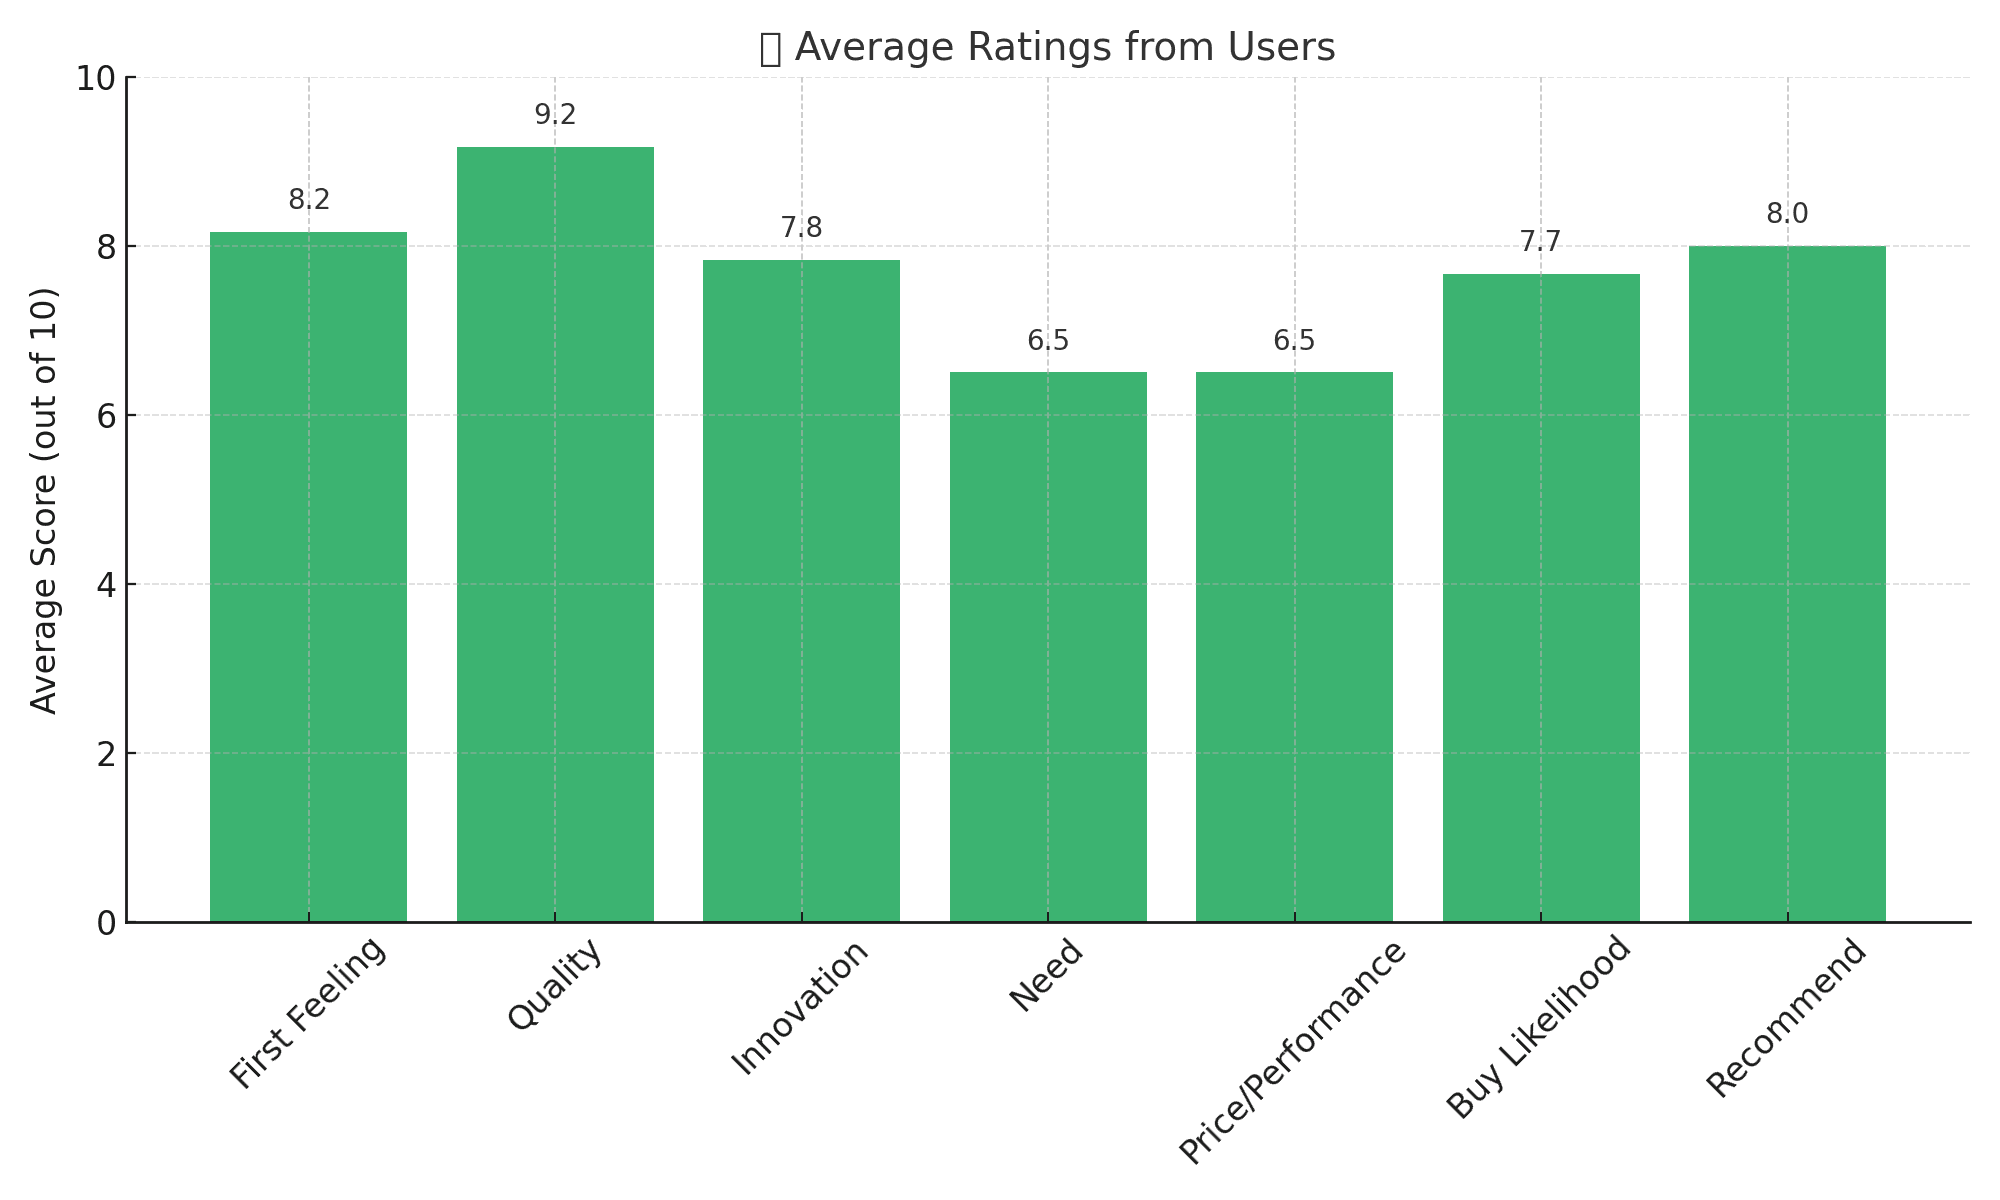 ▯ Average Ratings from Users
Average Score (out of 10)
10
8
6
4
2
0
8.2
9.2
7.8
6.5
6.5
7.7
8.0
First Feeling
Quality
Innovation
Need
Price/Performance
Buy Likelihood
Recommend